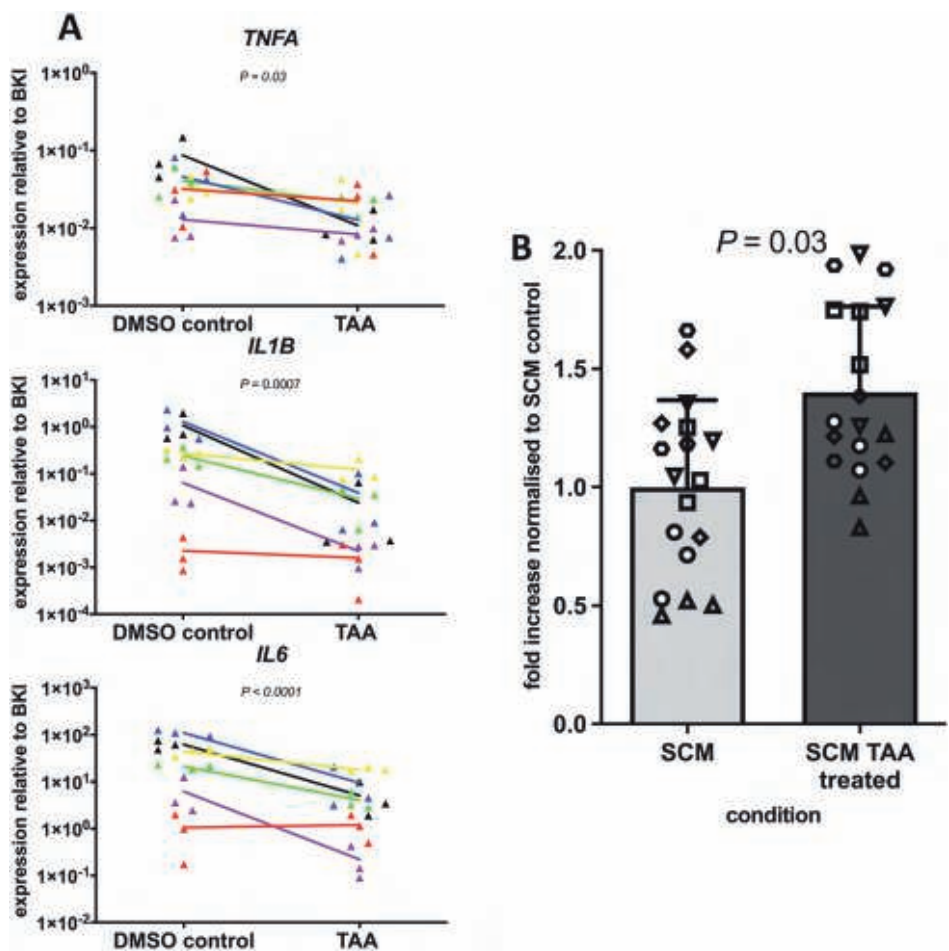 A
TNFA
P = 0.03
expression relative to BKI
1×10⁰
1×10⁻¹
1×10⁻²
1×10⁻³
DMSO control
TAA
IL1B
P = 0.0007
expression relative to BKI
1×10¹
1×10⁰
1×10⁻¹
1×10⁻²
1×10⁻³
1×10⁻⁴
DMSO control
TAA
IL6
P < 0.0001
expression relative to BKI
1×10³
1×10²
1×10¹
1×10⁰
1×10⁻¹
1×10⁻²
DMSO control
TAA
B
P = 0.03
fold increase normalised to SCM control
2.0
1.5
1.0
0.5
0.0
SCM
SCM TAA
treated
condition